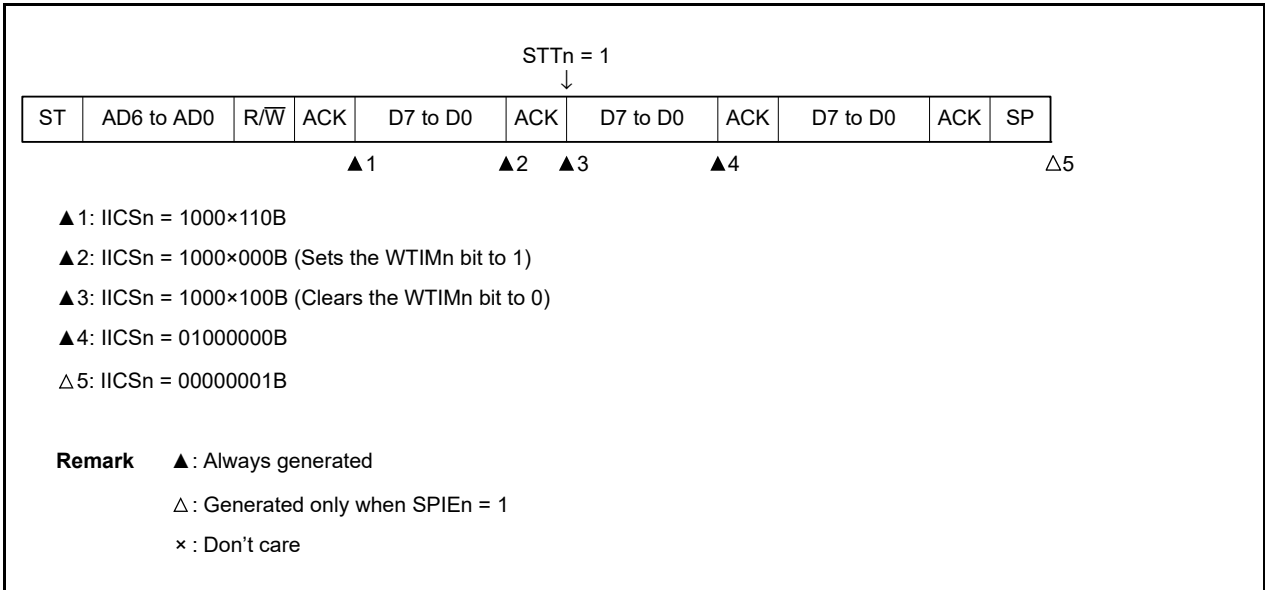 STTn = 1
↓
ST AD6 to AD0 R/W̅ ACK D7 to D0 ACK D7 to D0 ACK D7 to D0 ACK SP
▲1 ▲2 ▲3 ▲4 △5
▲1: IICSn = 1000×110B
▲2: IICSn = 1000×000B (Sets the WTIMn bit to 1)
▲3: IICSn = 1000×100B (Clears the WTIMn bit to 0)
▲4: IICSn = 01000000B
△5: IICSn = 00000001B
Remark ▲: Always generated
△: Generated only when SPIEn = 1
×: Don't care